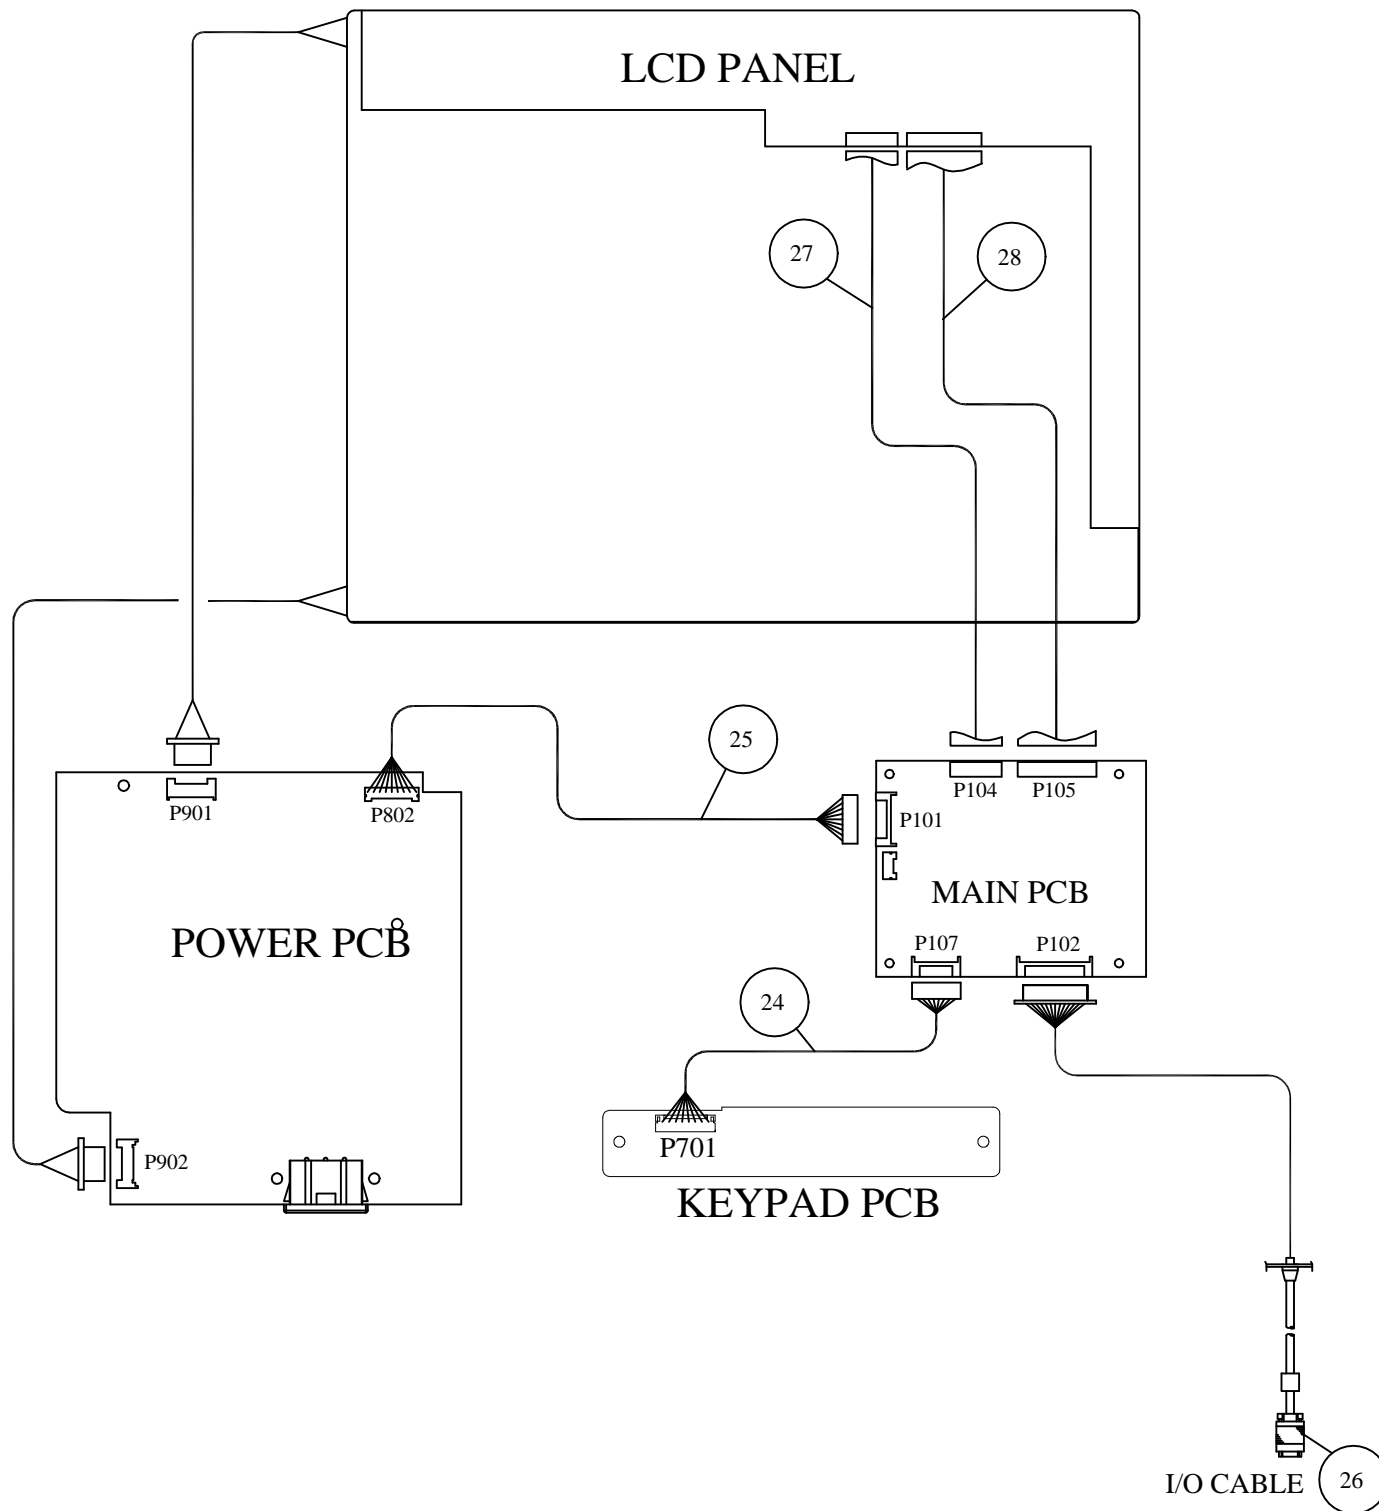 LCD PANEL
27
28
25
P901
P802
P104
P105
P101
MAIN PCB
POWER PCB
P107
P102
24
P701
P902
KEYPAD PCB
I/O CABLE
26